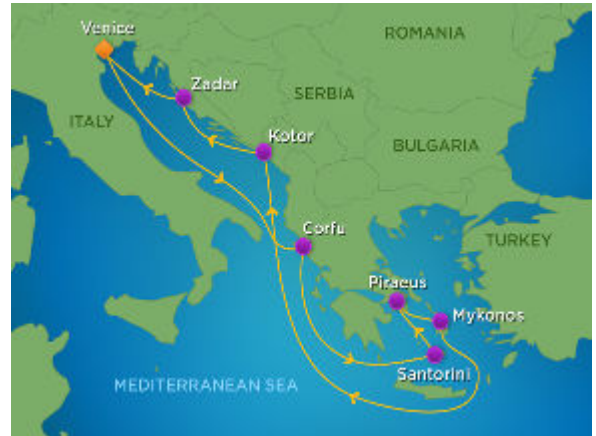 Venice
ROMANIA
Zadar
SERBIA
ITALY
Kotor
BULGARIA
Corfu
TURKEY
Piraeus
Mykonos
Santorini
MEDITERRANEAN SEA